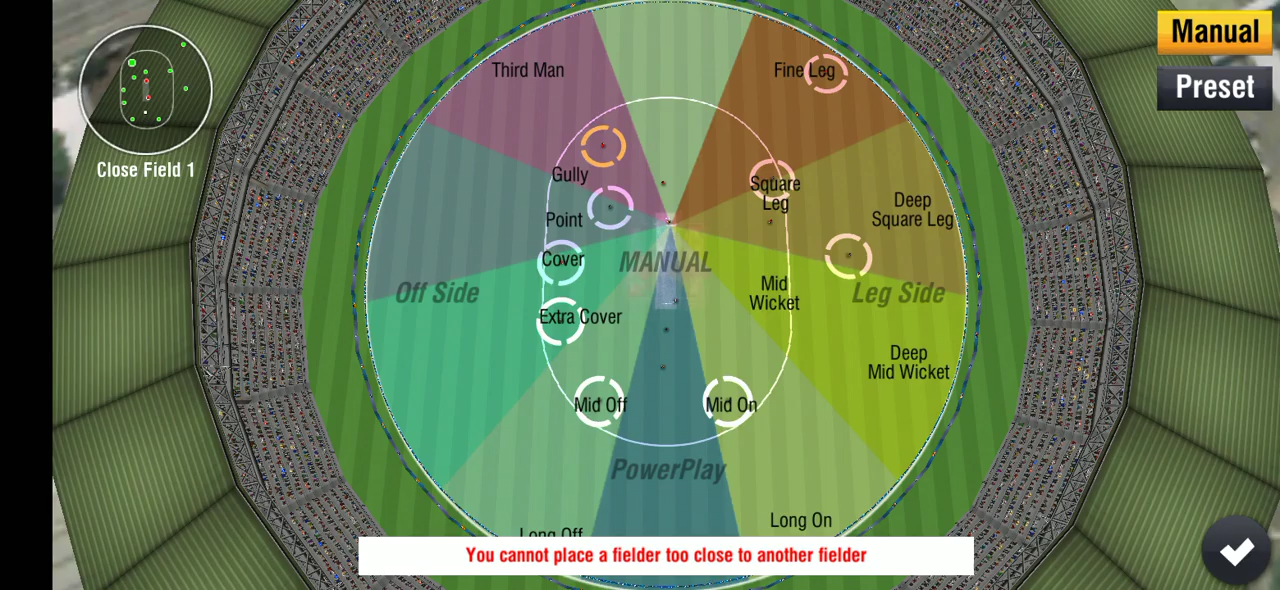 Manual
Preset
Close Field 1
Third Man
Fine Leg
Gully
Square
Leg
Point
Deep
Square Leg
Cover
MANUAL
Off Side
Mid
Wicket
Leg Side
Extra Cover
Deep
Mid Wicket
Mid Off
Mid On
PowerPlay
Long Off
Long On
You cannot place a fielder too close to another fielder